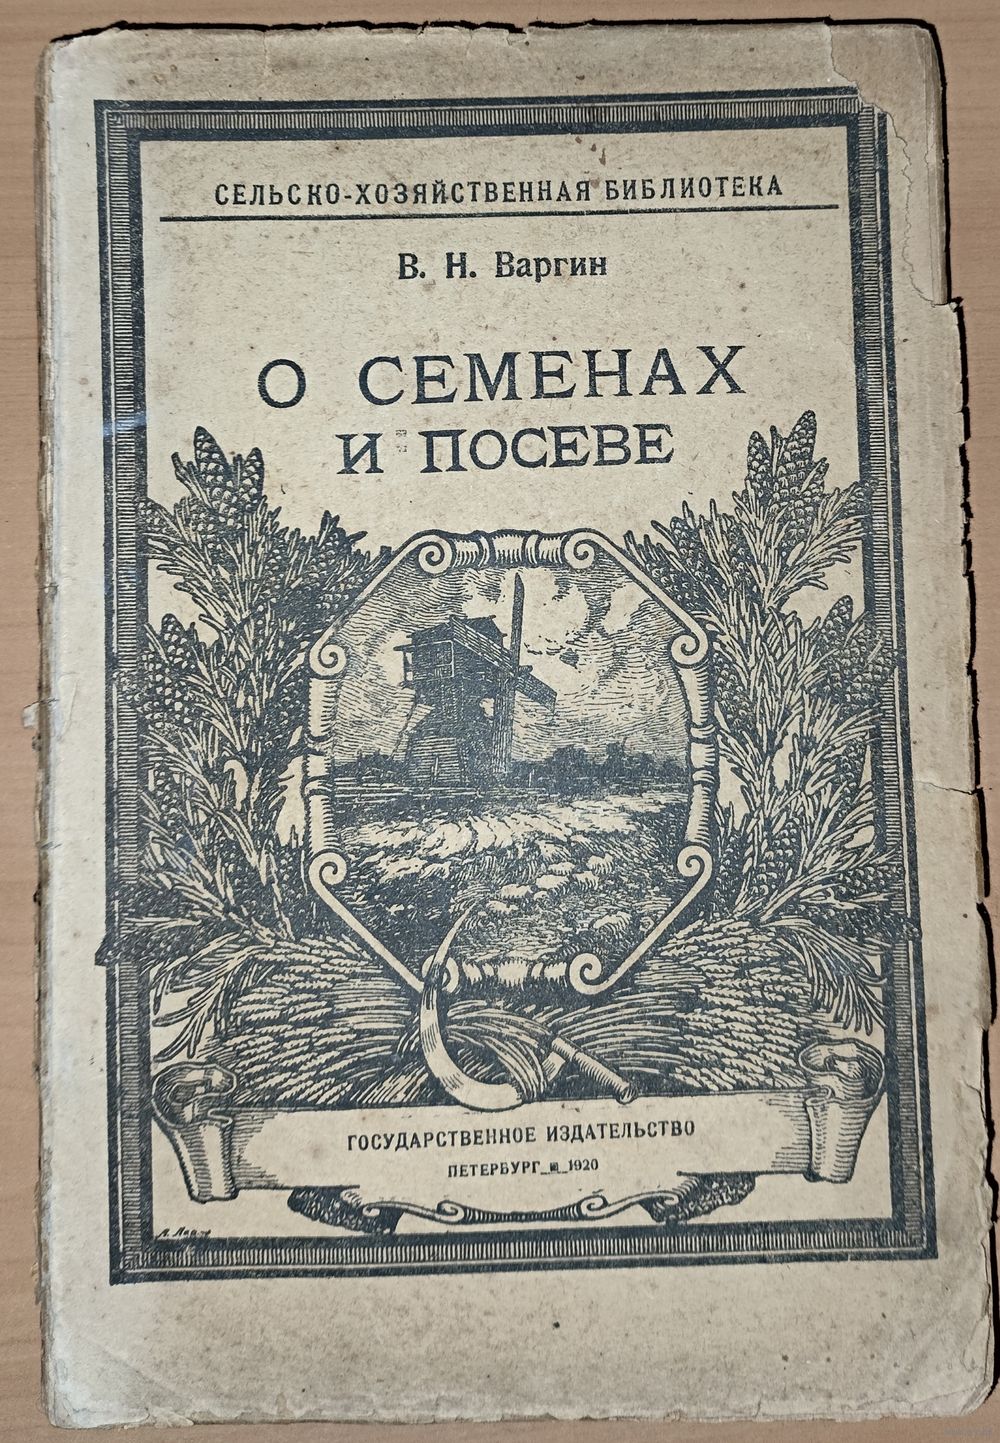 СЕЛЬСКО-ХОЗЯЙСТВЕННАЯ БИБЛИОТЕКА
В. Н. Варгин
О СЕМЕНАХ
И ПОСЕВЕ
ГОСУДАРСТВЕННОЕ ИЗДАТЕЛЬСТВО
ПЕТЕРБУРГ 1920